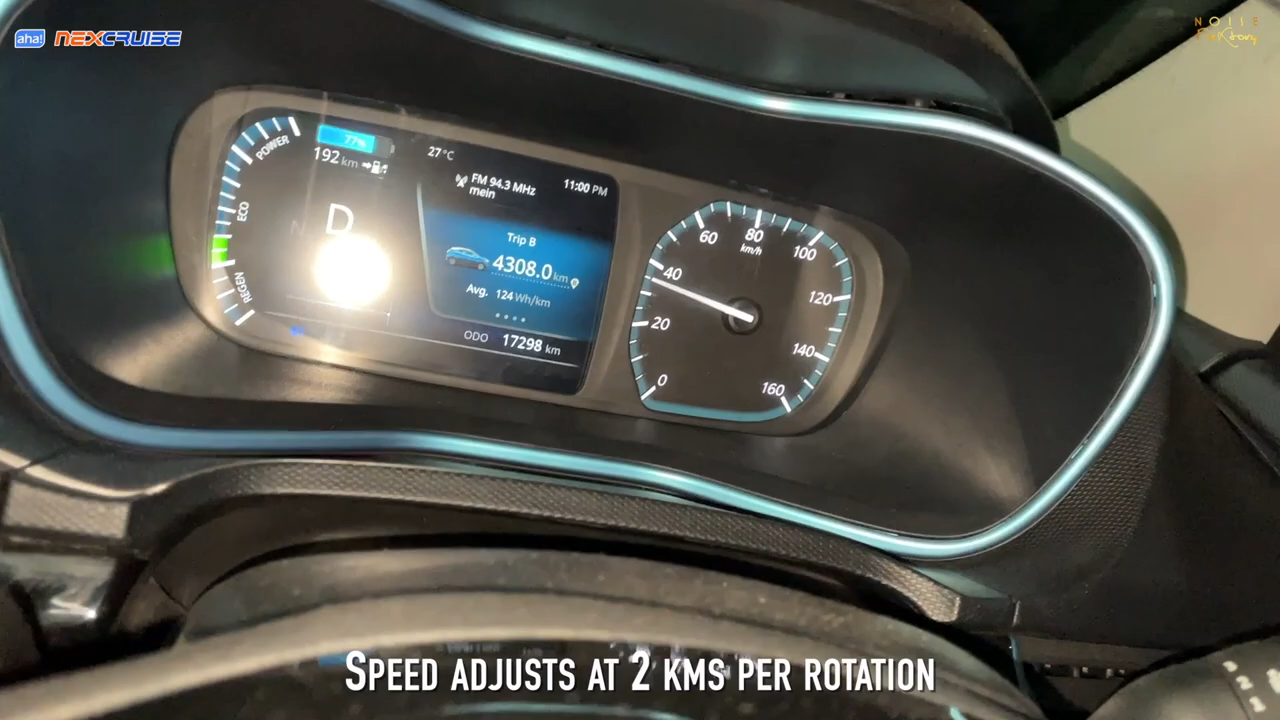 aha! NEXCRUISE
NOISE
POWER
ECO
REGEN
77%
192 km
27°C
N D
FM 94.3 MHz
mein
11:00 PM
Trip B
4308.0 km
Avg. 124 Wh/km
ODO 17298 km
0
20
40
60
80
km/h
100
120
140
160
SPEED ADJUSTS AT 2 KMS PER ROTATION